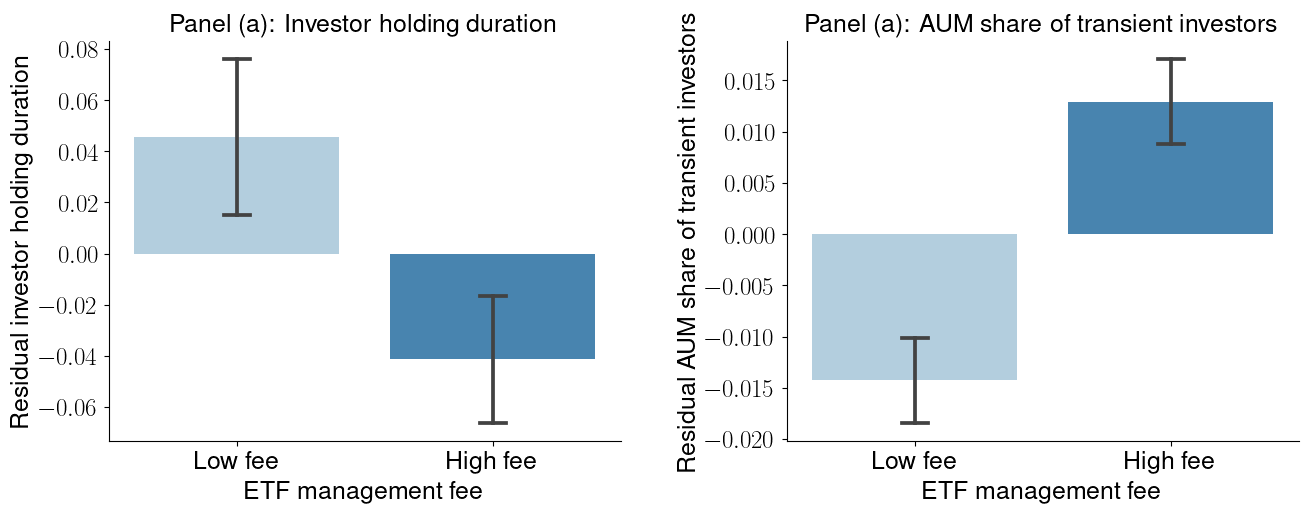 Panel (a): Investor holding duration
Residual investor holding duration
0.08
0.06
0.04
0.02
0.00
−0.02
−0.04
−0.06
Low fee
High fee
ETF management fee
Panel (a): AUM share of transient investors
Residual AUM share of transient investors
0.015
0.010
0.005
0.000
−0.005
−0.010
−0.015
−0.020
Low fee
High fee
ETF management fee